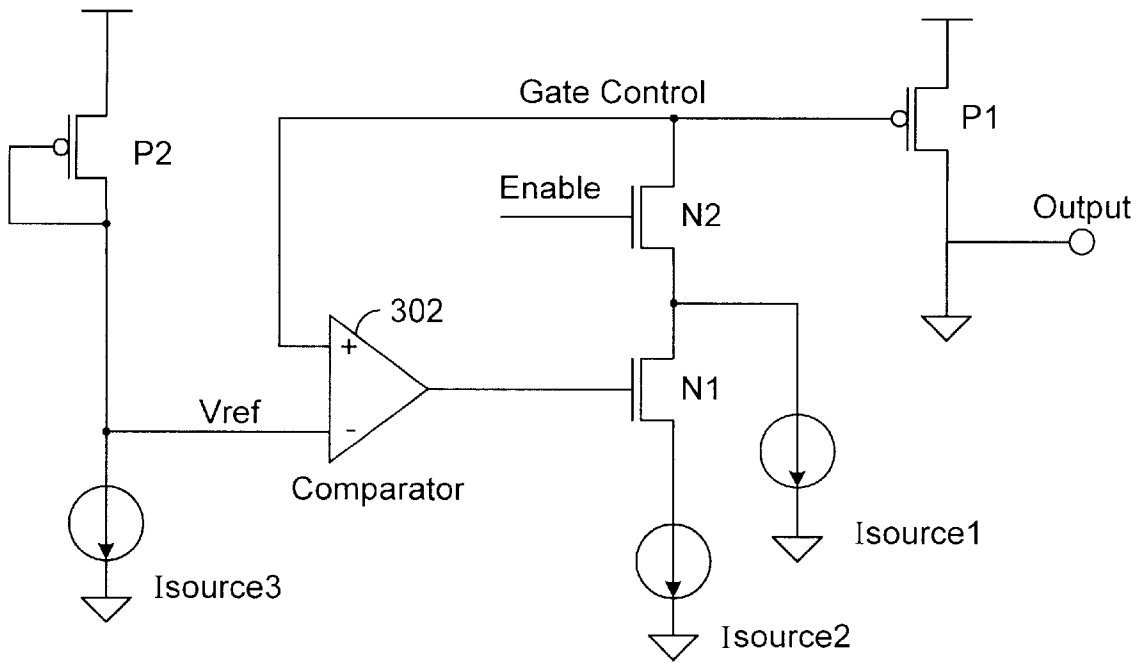 Gate Control
P1
P2
Enable
N2
Output
302
+
N1
Vref
-
Comparator
Isource1
Isource3
Isource2